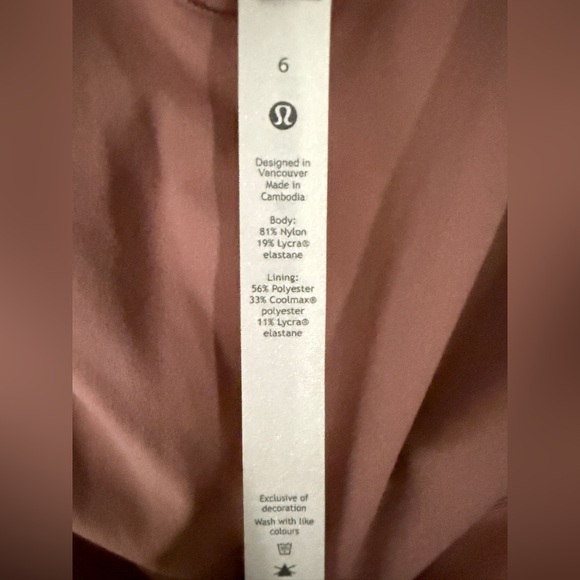 6
Designed in
Vancouver
Made in
Cambodia
Body:
81% Nylon
19% Lycra®
elastane
Lining:
56% Polyester
33% Coolmax®
polyester
11% Lycra®
elastane
Exclusive of
decoration
Wash with like
colours